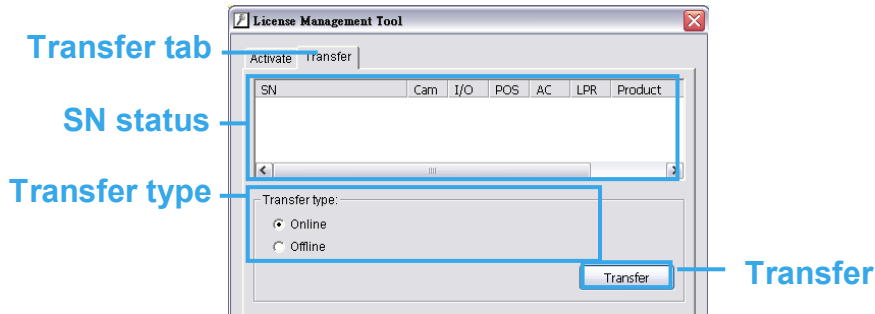 License Management Tool
Transfer tab
Activate Transfer
SN Cam I/O POS AC LPR Product
SN status
Transfer type
Transfer type:
Online
Offline
Transfer
Transfer